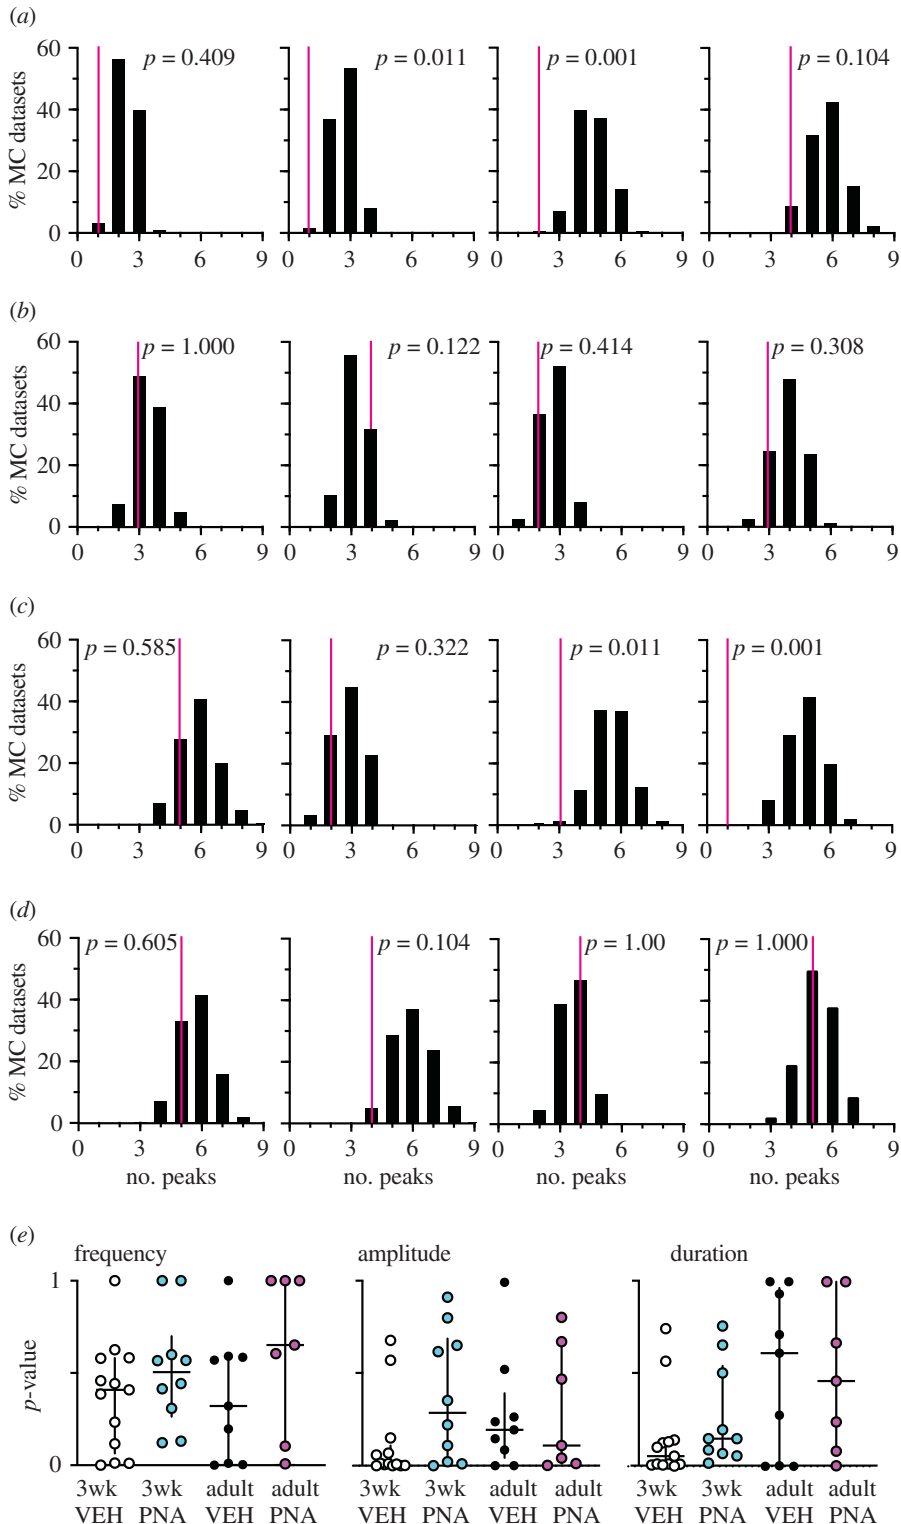 (a)
% MC datasets
60
40
20
0
p = 0.409
p = 0.011
p = 0.001
p = 0.104
0 3 6 9 0 3 6 9 0 3 6 9 0 3 6 9
(b)
% MC datasets
60
40
20
0
p = 1.000
p = 0.122
p = 0.414
p = 0.308
0 3 6 9 0 3 6 9 0 3 6 9 0 3 6 9
(c)
% MC datasets
60
40
20
0
p = 0.585
p = 0.322
p = 0.011
p = 0.001
0 3 6 9 0 3 6 9 0 3 6 9 0 3 6 9
(d)
% MC datasets
60
40
20
0
p = 0.605
p = 0.104
p = 1.00
p = 1.000
0 3 6 9 0 3 6 9 0 3 6 9 0 3 6 9
no. peaks no. peaks no. peaks no. peaks
(e)
frequency amplitude duration
p-value
1
0
3wk 3wk adult adult 3wk 3wk adult adult 3wk 3wk adult adult
VEH PNA VEH PNA VEH PNA VEH PNA VEH PNA VEH PNA